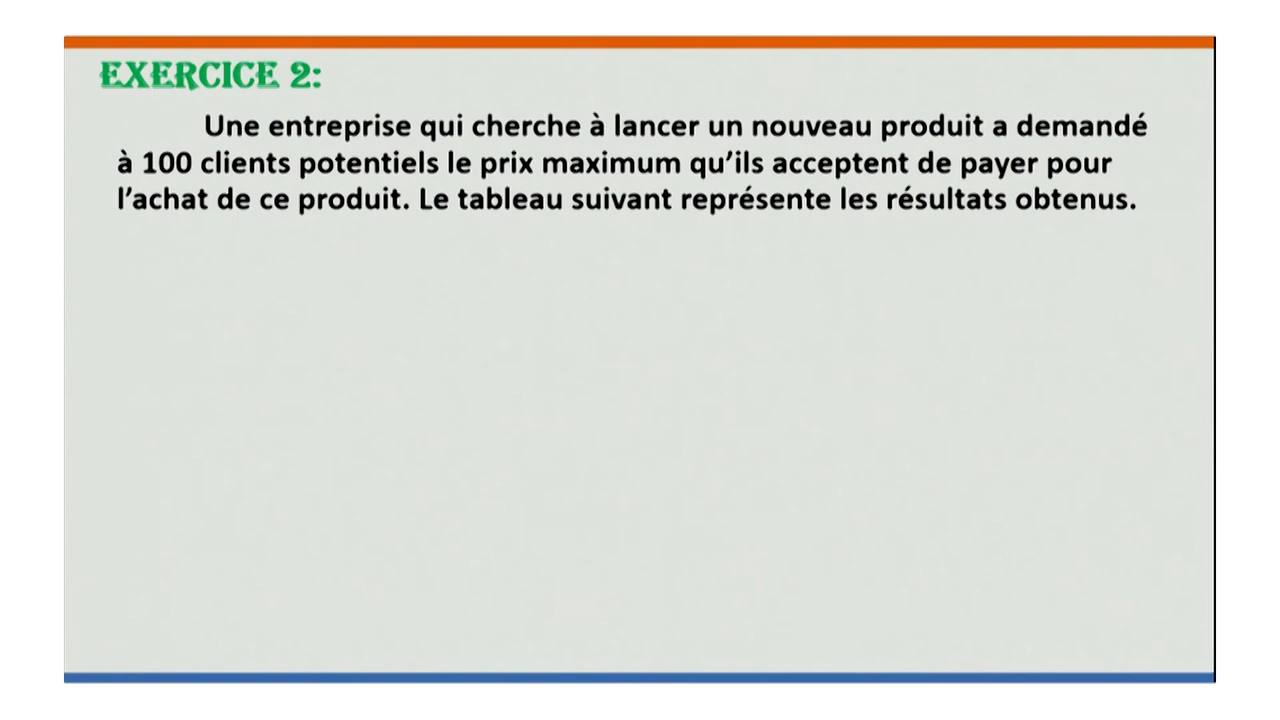 EXERCICE 2:
Une entreprise qui cherche à lancer un nouveau produit a demandé
à 100 clients potentiels le prix maximum qu'ils acceptent de payer pour
l'achat de ce produit. Le tableau suivant représente les résultats obtenus.